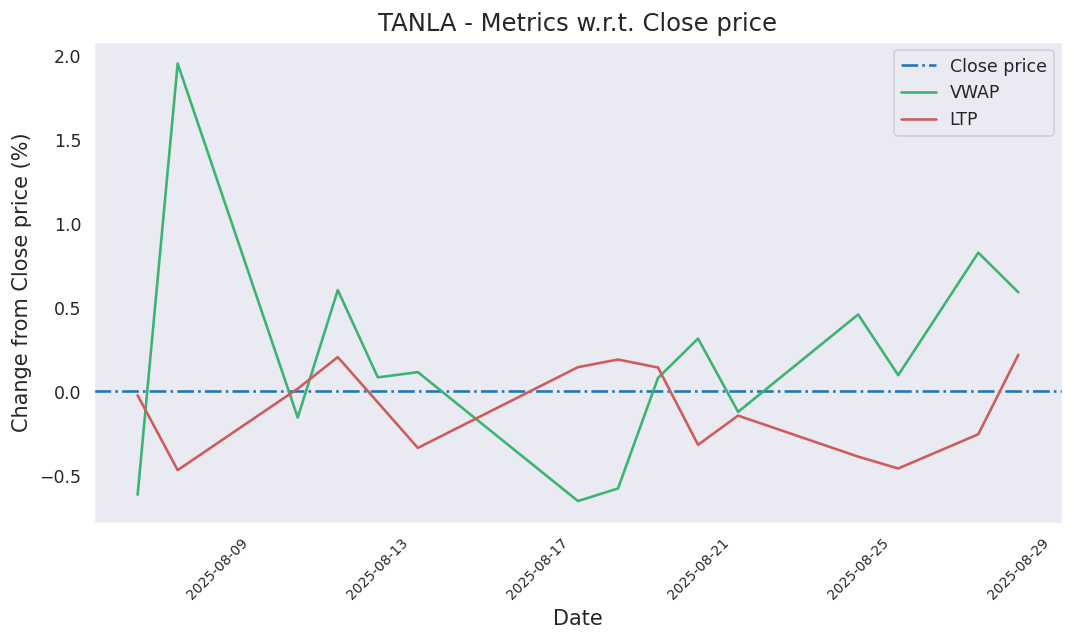 TANLA - Metrics w.r.t. Close price
Close price
VWAP
LTP
Change from Close price (%)
2.0
1.5
1.0
0.5
0.0
−0.5
2025-08-09
2025-08-13
2025-08-17
2025-08-21
2025-08-25
2025-08-29
Date